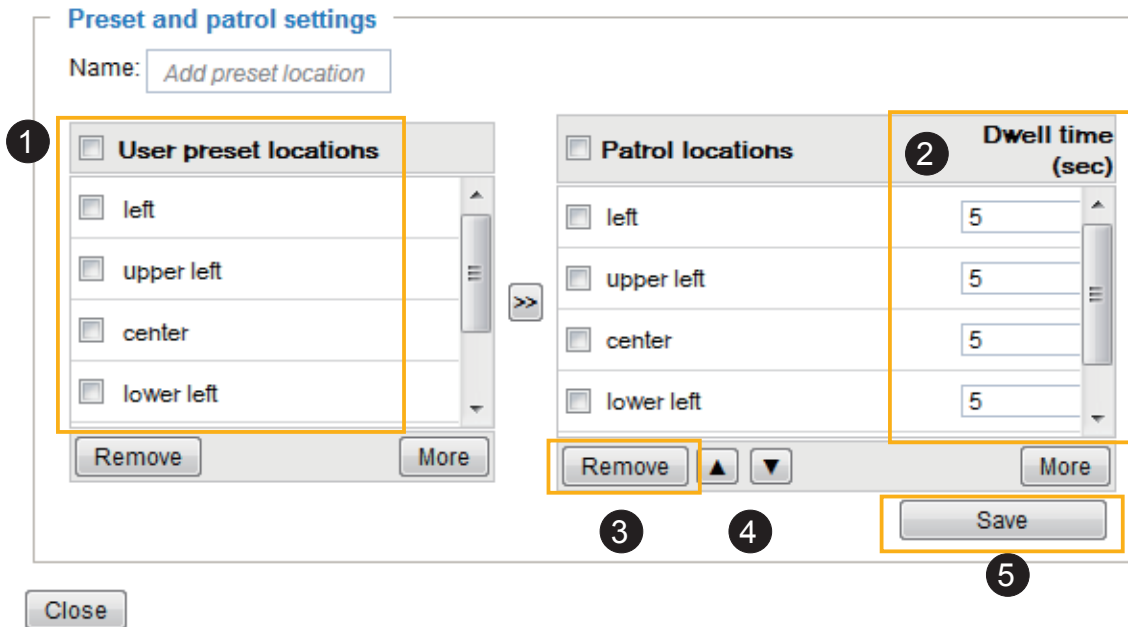 Preset and patrol settings
Name: Add preset location
1
User preset locations
left
upper left
center
lower left
Remove
More
>>
Patrol locations
2
Dwell time
(sec)
left
5
upper left
5
center
5
lower left
5
Remove
▲
▼
More
Save
3
4
5
Close